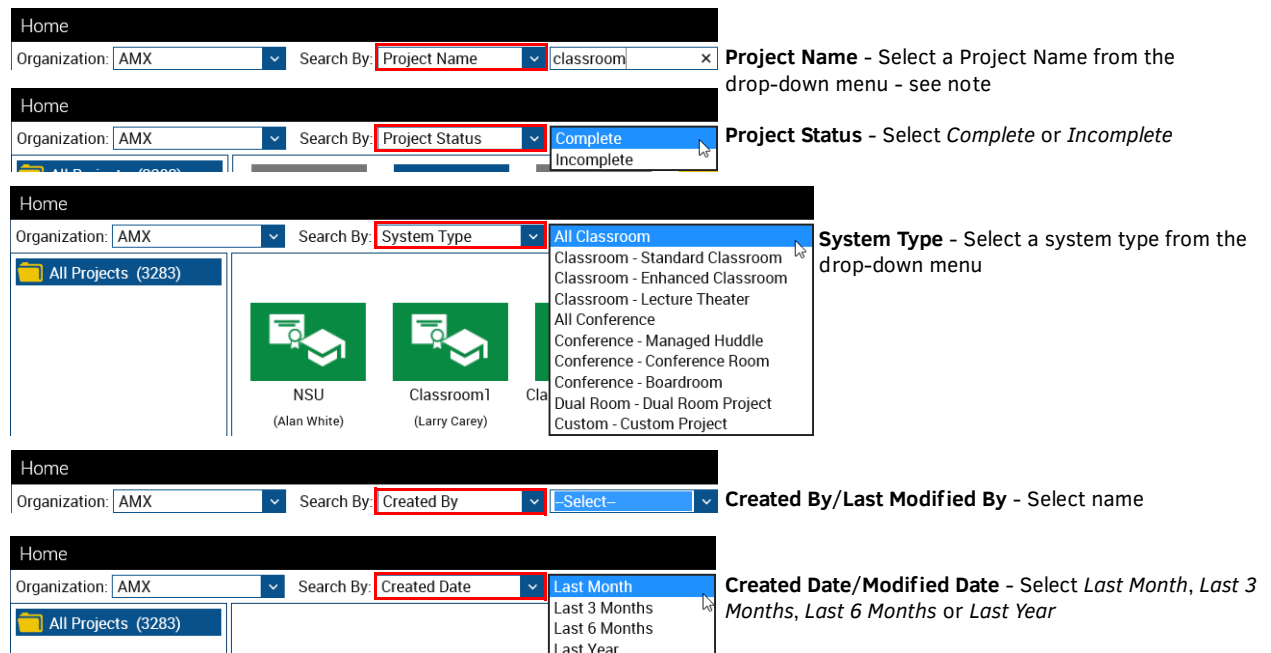 Home
Organization: AMX Search By: Project Name classroom ×
Project Name - Select a Project Name from the
drop-down menu - see note
Home
Organization: AMX Search By: Project Status Complete
Incomplete
Project Status - Select Complete or Incomplete
Home
Organization: AMX Search By: System Type All Classroom
Classroom - Standard Classroom
Classroom - Enhanced Classroom
Classroom - Lecture Theater
All Conference
Conference - Managed Huddle
Conference - Conference Room
Conference - Boardroom
Dual Room - Dual Room Project
Custom - Custom Project
System Type - Select a system type from the
drop-down menu
All Projects (3283)
NSU Classroom1 Cla
(Alan White) (Larry Carey)
Home
Organization: AMX Search By: Created By --Select--
Created By/Last Modified By - Select name
Home
Organization: AMX Search By: Created Date Last Month
Last 3 Months
Last 6 Months
Last Year
All Projects (3283)
Created Date/Modified Date - Select Last Month, Last 3
Months, Last 6 Months or Last Year